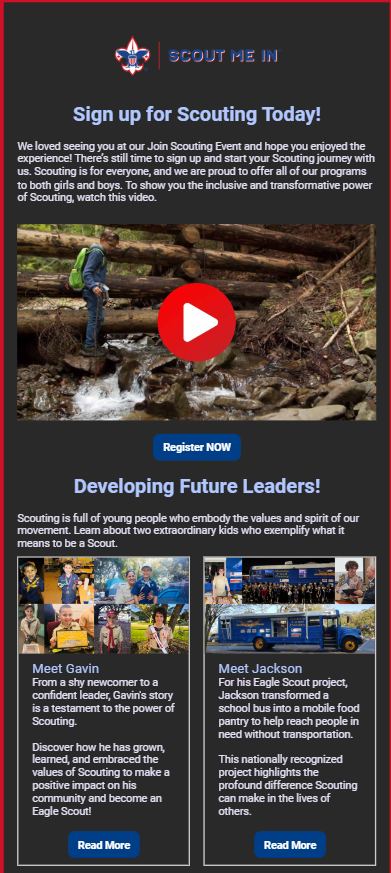 SCOUT ME IN
Sign up for Scouting Today!
We loved seeing you at our Join Scouting Event and hope you enjoyed the
experience! There's still time to sign up and start your Scouting journey with
us. Scouting is for everyone, and we are proud to offer all of our programs
to both girls and boys. To show you the inclusive and transformative power
of Scouting, watch this video.
Register NOW
Developing Future Leaders!
Scouting is full of young people who embody the values and spirit of our
movement. Learn about two extraordinary kids who exemplify what it
means to be a Scout.
Meet Gavin
From a shy newcomer to a
confident leader, Gavin's story
is a testament to the power of
Scouting.
Discover how he has grown,
learned, and embraced the
values of Scouting to make a
positive impact on his
community and become an
Eagle Scout!
Read More
Meet Jackson
For his Eagle Scout project,
Jackson transformed a
school bus into a mobile food
pantry to help reach people in
need without transportation.
This nationally recognized
project highlights the
profound difference Scouting
can make in the lives of
others.
Read More